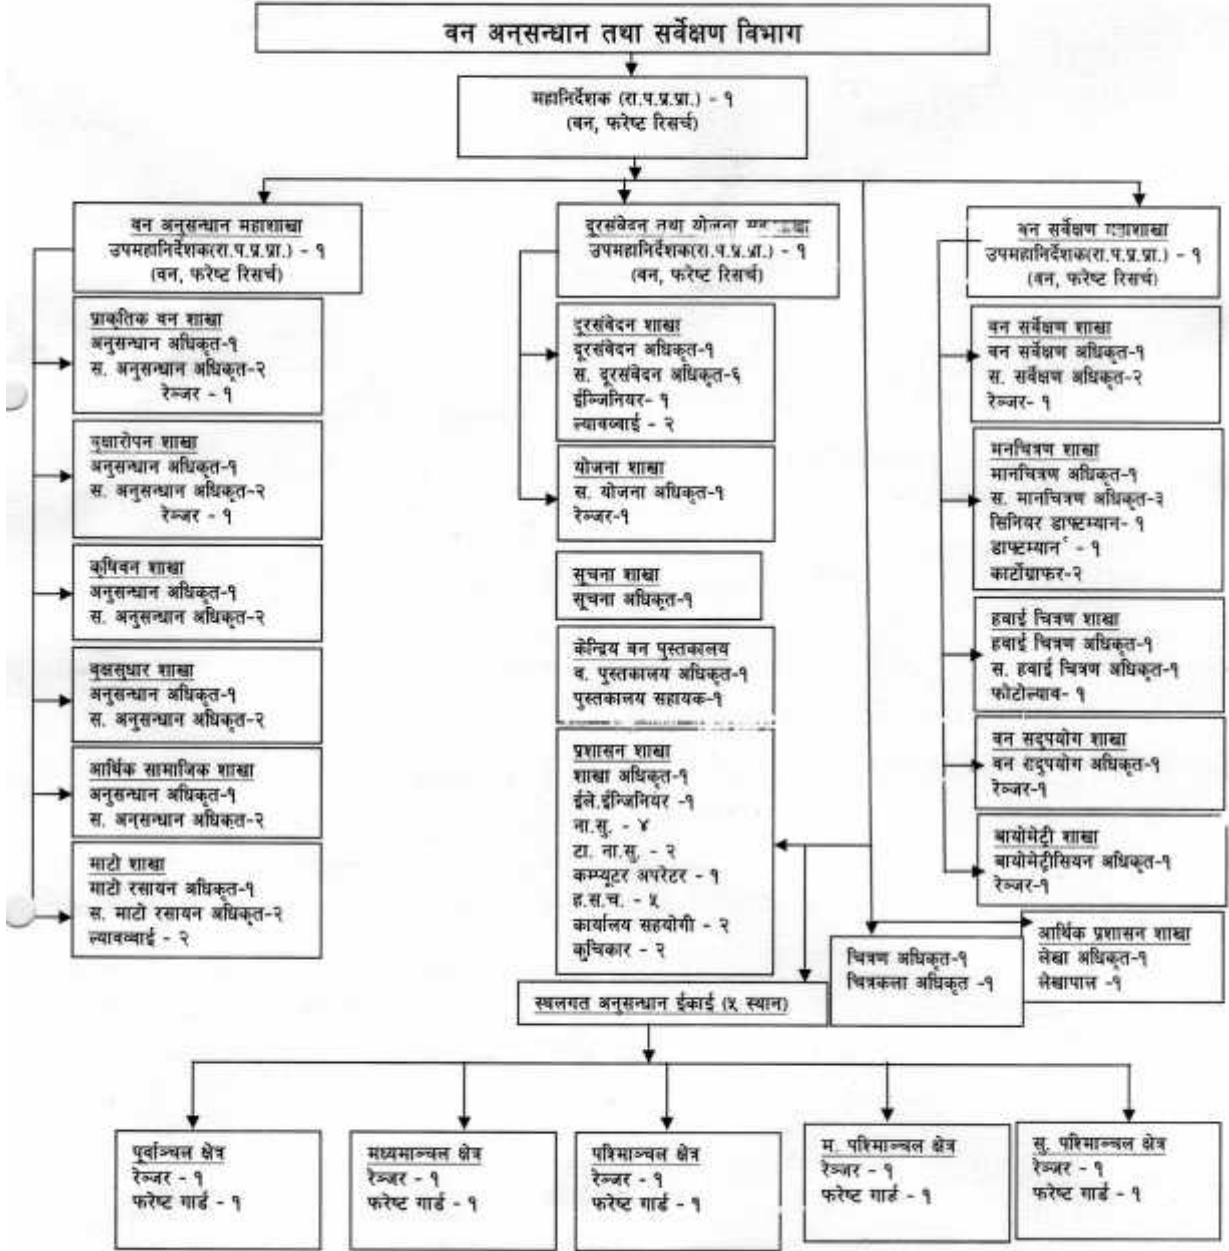 वन अनुसन्धान तथा सर्वेक्षण विभाग
महानिर्देशक (रा.प.प्र.प्रा.) - १
(वन, फरेष्ट रिसर्च)
वन अनुसन्धान महाशाखा
उपमहानिर्देशक(रा.प.प्र.प्रा.) - १
(वन, फरेष्ट रिसर्च)
प्राकृतिक वन शाखा
अनुसन्धान अधिकृत-१
स. अनुसन्धान अधिकृत-२
रेञ्जर - १
वृक्षारोपन शाखा
अनुसन्धान अधिकृत-१
स. अनुसन्धान अधिकृत-२
रेञ्जर - १
कृषिवन शाखा
अनुसन्धान अधिकृत-१
स. अनुसन्धान अधिकृत-२
वृक्षसुधार शाखा
अनुसन्धान अधिकृत-१
स. अनुसन्धान अधिकृत-२
आर्थिक सामाजिक शाखा
अनुसन्धान अधिकृत-१
स. अनुसन्धान अधिकृत-२
माटो शाखा
माटो रसायन अधिकृत-१
स. माटो रसायन अधिकृत-२
ल्यावव्वाई - २
दूरसंवेदन तथा योजना
उपमहानिर्देशक(रा.प.प्र.प्रा.) - १
(वन, फरेष्ट रिसर्च)
दूरसंवेदन शाखा
दूरसंवेदन अधिकृत-१
स. दूरसंवेदन अधिकृत-६
ईञ्जिनियर- १
ल्यावव्वाई - २
योजना शाखा
स. योजना अधिकृत-१
रेञ्जर-१
सूचना शाखा
सूचना अधिकृत-१
केन्द्रिय वन पुस्तकालय
व. पुस्तकालय अधिकृत-१
पुस्तकालय सहायक-१
प्रशासन शाखा
शाखा अधिकृत-१
ईले.ईन्जिनियर -१
ना.सु. - ४
टा. ना.सु. - २
कम्प्यूटर अपरेटर - १
ह.स.च. - ५
कार्यालय सहयोगी - २
कुचिकार - २
वन सर्वेक्षण महाशाखा
उपमहानिर्देशक(रा.प.प्र.प्रा.) - १
(वन, फरेष्ट रिसर्च)
वन सर्वेक्षण शाखा
वन सर्वेक्षण अधिकृत-१
स. सर्वेक्षण अधिकृत-२
रेञ्जर- १
मनचित्रण शाखा
मानचित्रण अधिकृत-१
स. मानचित्रण अधिकृत-३
सिनियर डाफ्टम्यान- १
डाफ्टम्यान - १
कार्टोग्राफर-२
हवाई चित्रण शाखा
हवाई चित्रण अधिकृत-१
स. हवाई चित्रण अधिकृत-१
फोटोल्याव- १
वन सदुपयोग शाखा
वन सदुपयोग अधिकृत-१
रेञ्जर-१
बायोमेट्री शाखा
बायोमेट्रीसियन अधिकृत-१
रेञ्जर-१
आर्थिक प्रशासन शाखा
लेखा अधिकृत-१
लेखापाल -१
चित्रण अधिकृत-१
चित्रकला अधिकृत -१
स्थलगत अनुसन्धान ईकाई (५ स्थान)
पूर्वाञ्चल क्षेत्र
रेञ्जर - १
फरेष्ट गार्ड - १
मध्यमाञ्चल क्षेत्र
रेञ्जर - १
फरेष्ट गार्ड - १
पश्मिाञ्चल क्षेत्र
रेञ्जर - १
फरेष्ट गार्ड - १
म. पश्मिाञ्चल क्षेत्र
रेञ्जर - १
फरेष्ट गार्ड - १
सु. पश्मिाञ्चल क्षेत्र
रेञ्जर - १
फरेष्ट गार्ड - १